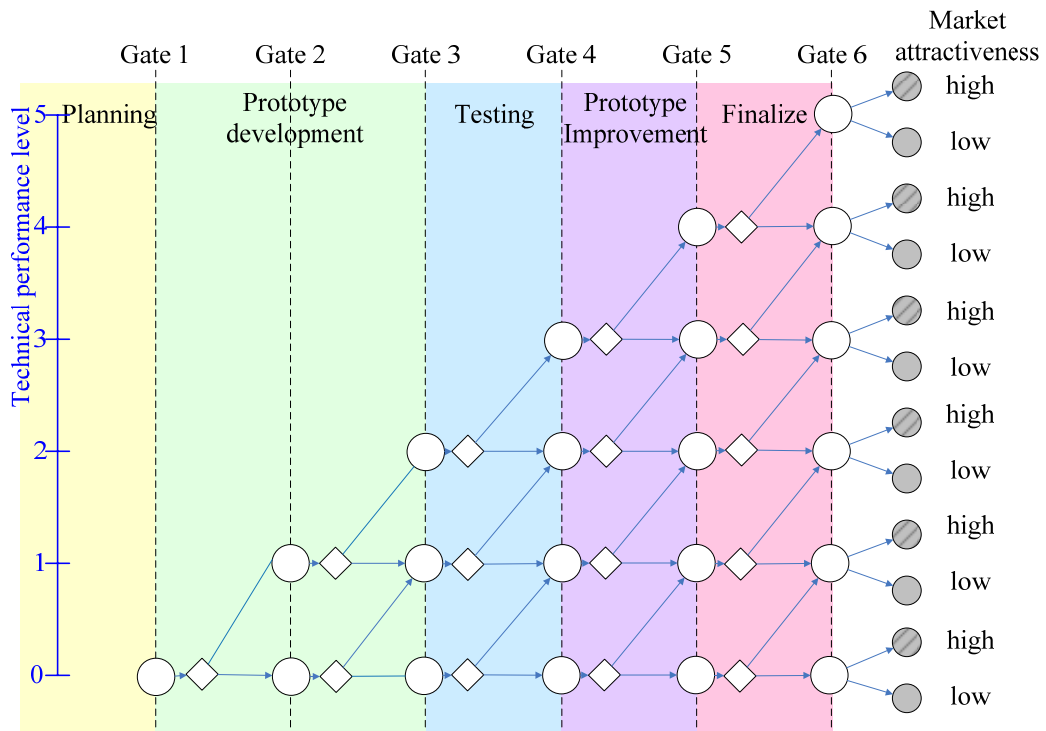 Market
attractiveness
Gate 1
Gate 2
Gate 3
Gate 4
Gate 5
Gate 6
Planning
Prototype
development
Testing
Prototype
Improvement
Finalize
Technical performance level
5
4
3
2
1
0
high
low
high
low
high
low
high
low
high
low
high
low